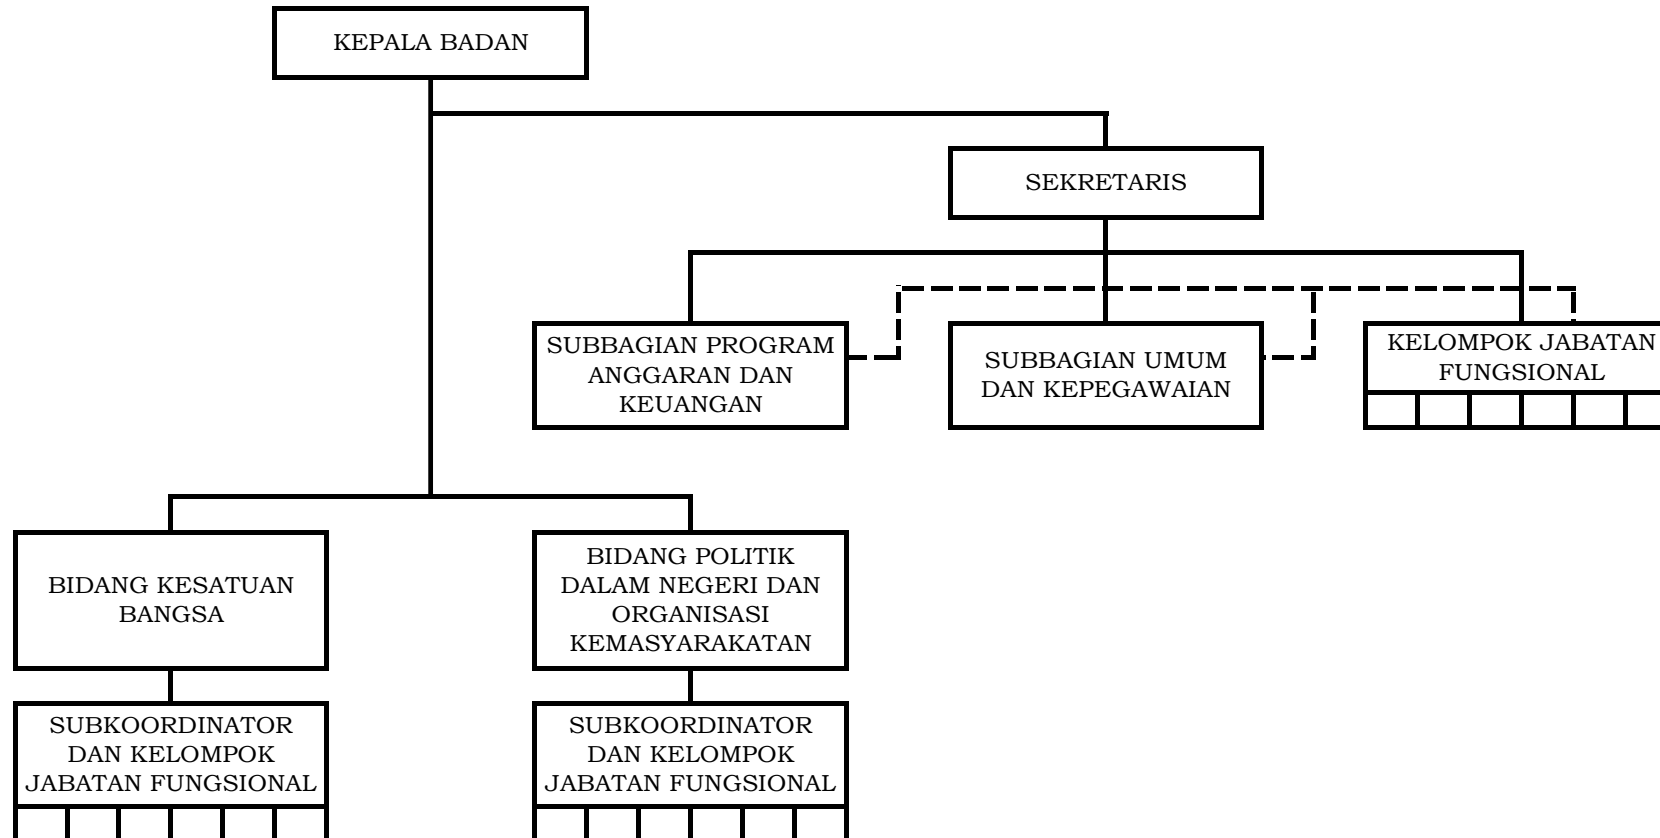 KEPALA BADAN
SEKRETARIS
SUBBAGIAN PROGRAM
ANGGARAN DAN
KEUANGAN
SUBBAGIAN UMUM
DAN KEPEGAWAIAN
KELOMPOK JABATAN
FUNGSIONAL
BIDANG KESATUAN
BANGSA
BIDANG POLITIK
DALAM NEGERI DAN
ORGANISASI
KEMASYARAKATAN
SUBKOORDINATOR
DAN KELOMPOK
JABATAN FUNGSIONAL
SUBKOORDINATOR
DAN KELOMPOK
JABATAN FUNGSIONAL